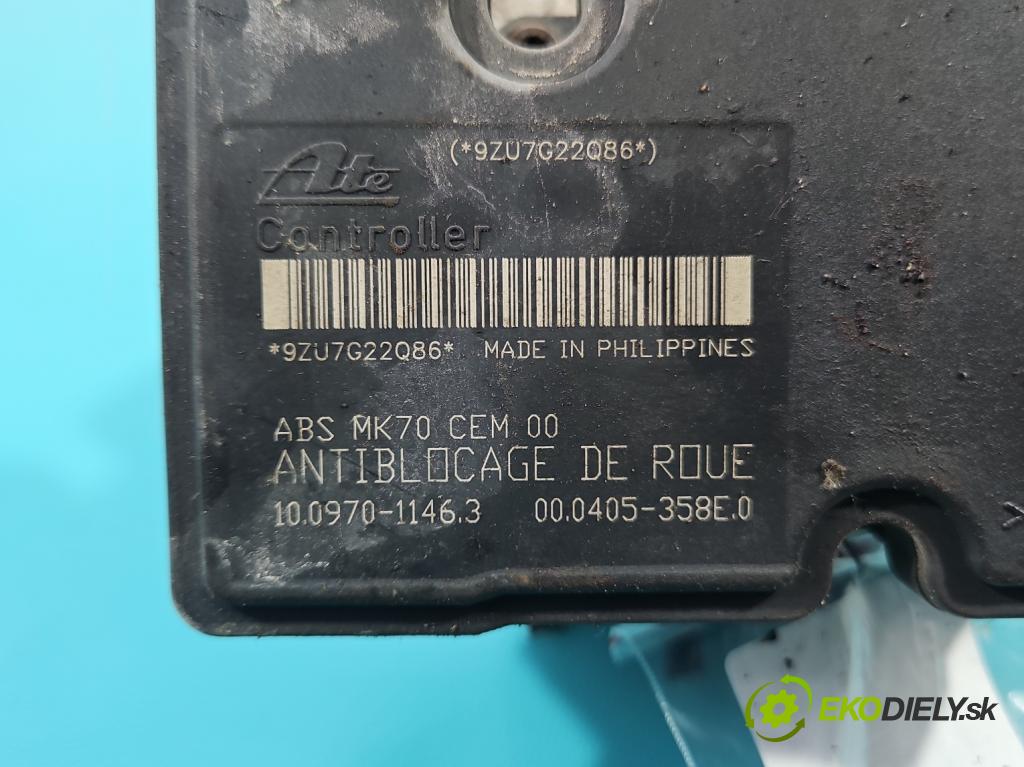 (*9ZU7G22Q86*)
Ate
Controller
*9ZU7G22Q86* MADE IN PHILIPPINES
ABS MK70 CEM 00
ANTIBLOCAGE DE ROUE
10.0970-1146.3 00.0405-358E.0
EKODIELY.sk